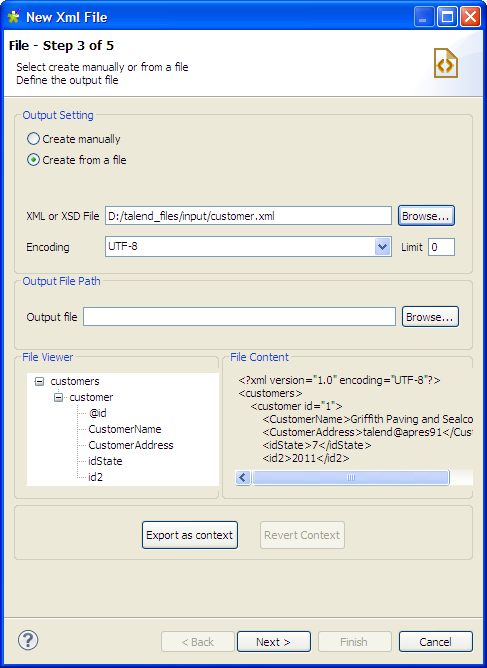 New Xml File
File - Step 3 of 5
Select create manually or from a file
Define the output file
Output Setting
Create manually
Create from a file
XML or XSD File D:/talend_files/input/customer.xml Browse...
Encoding UTF-8 Limit 0
Output File Path
Output file Browse...
File Viewer
customers
customer
@id
CustomerName
CustomerAddress
idState
id2
File Content
<?xml version="1.0" encoding="UTF-8"?>
<customers>
<customer id="1">
<CustomerName>Griffith Paving and Sealco
<CustomerAddress>talend@apres91</Cus
<idState>7</idState>
<id2>2011</id2>
Export as context Revert Context
? < Back Next > Finish Cancel